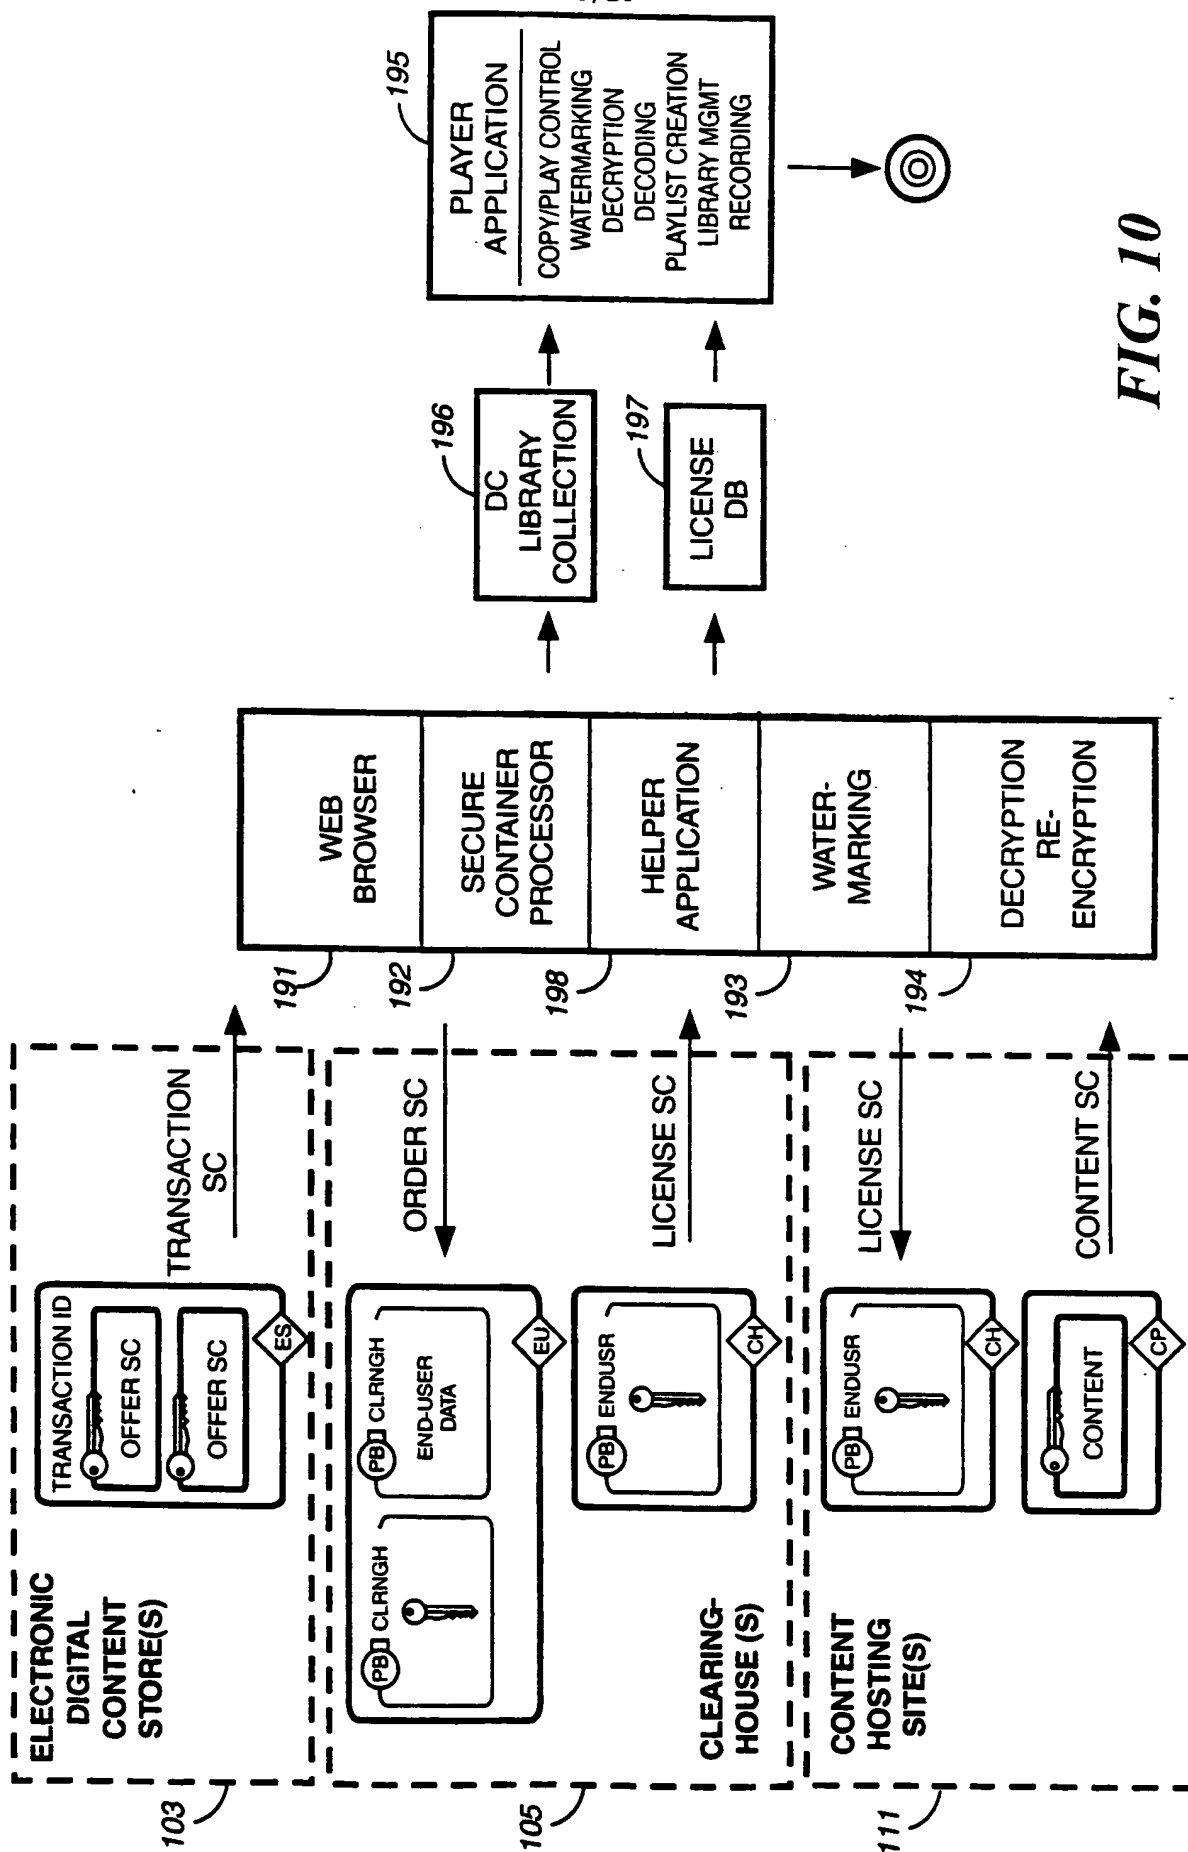 ELECTRONIC
DIGITAL
CONTENT
STORE(S)
103
TRANSACTION ID
OFFER SC
OFFER SC
ES
TRANSACTION
SC
105
PB CLRNGH
PB CLRNGH
END-USER
DATA
EU
ORDER SC
CLEARING-
HOUSE (S)
PB ENDUSR
CH
LICENSE SC
111
CONTENT
HOSTING
SITE(S)
PB ENDUSR
CH
LICENSE SC
CONTENT
CP
CONTENT SC
191
WEB
BROWSER
192
SECURE
CONTAINER
PROCESSOR
198
HELPER
APPLICATION
193
WATER-
MARKING
194
DECRYPTION
RE-
ENCRYPTION
196
DC
LIBRARY
COLLECTION
197
LICENSE
DB
195
PLAYER
APPLICATION
COPY/PLAY CONTROL
WATERMARKING
DECRYPTION
DECODING
PLAYLIST CREATION
LIBRARY MGMT
RECORDING
FIG. 10